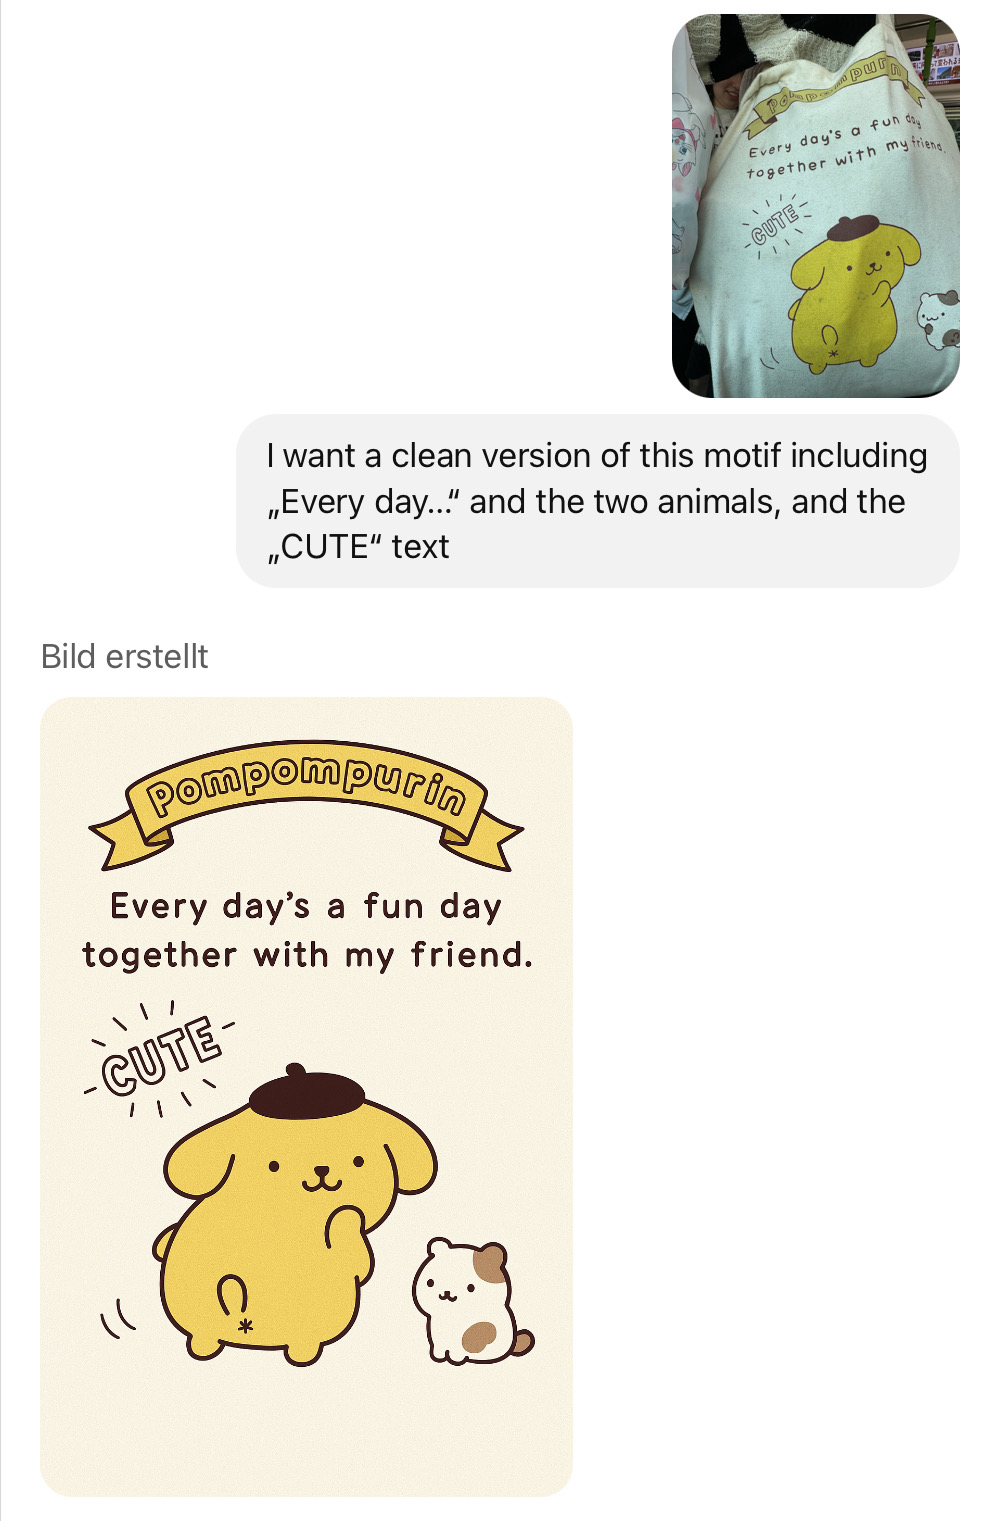 Pompompurin
Every day's a fun day
together with my friend.
CUTE
I want a clean version of this motif including
„Every day...“ and the two animals, and the
„CUTE“ text
Bild erstellt
Pompompurin
Every day's a fun day
together with my friend.
CUTE